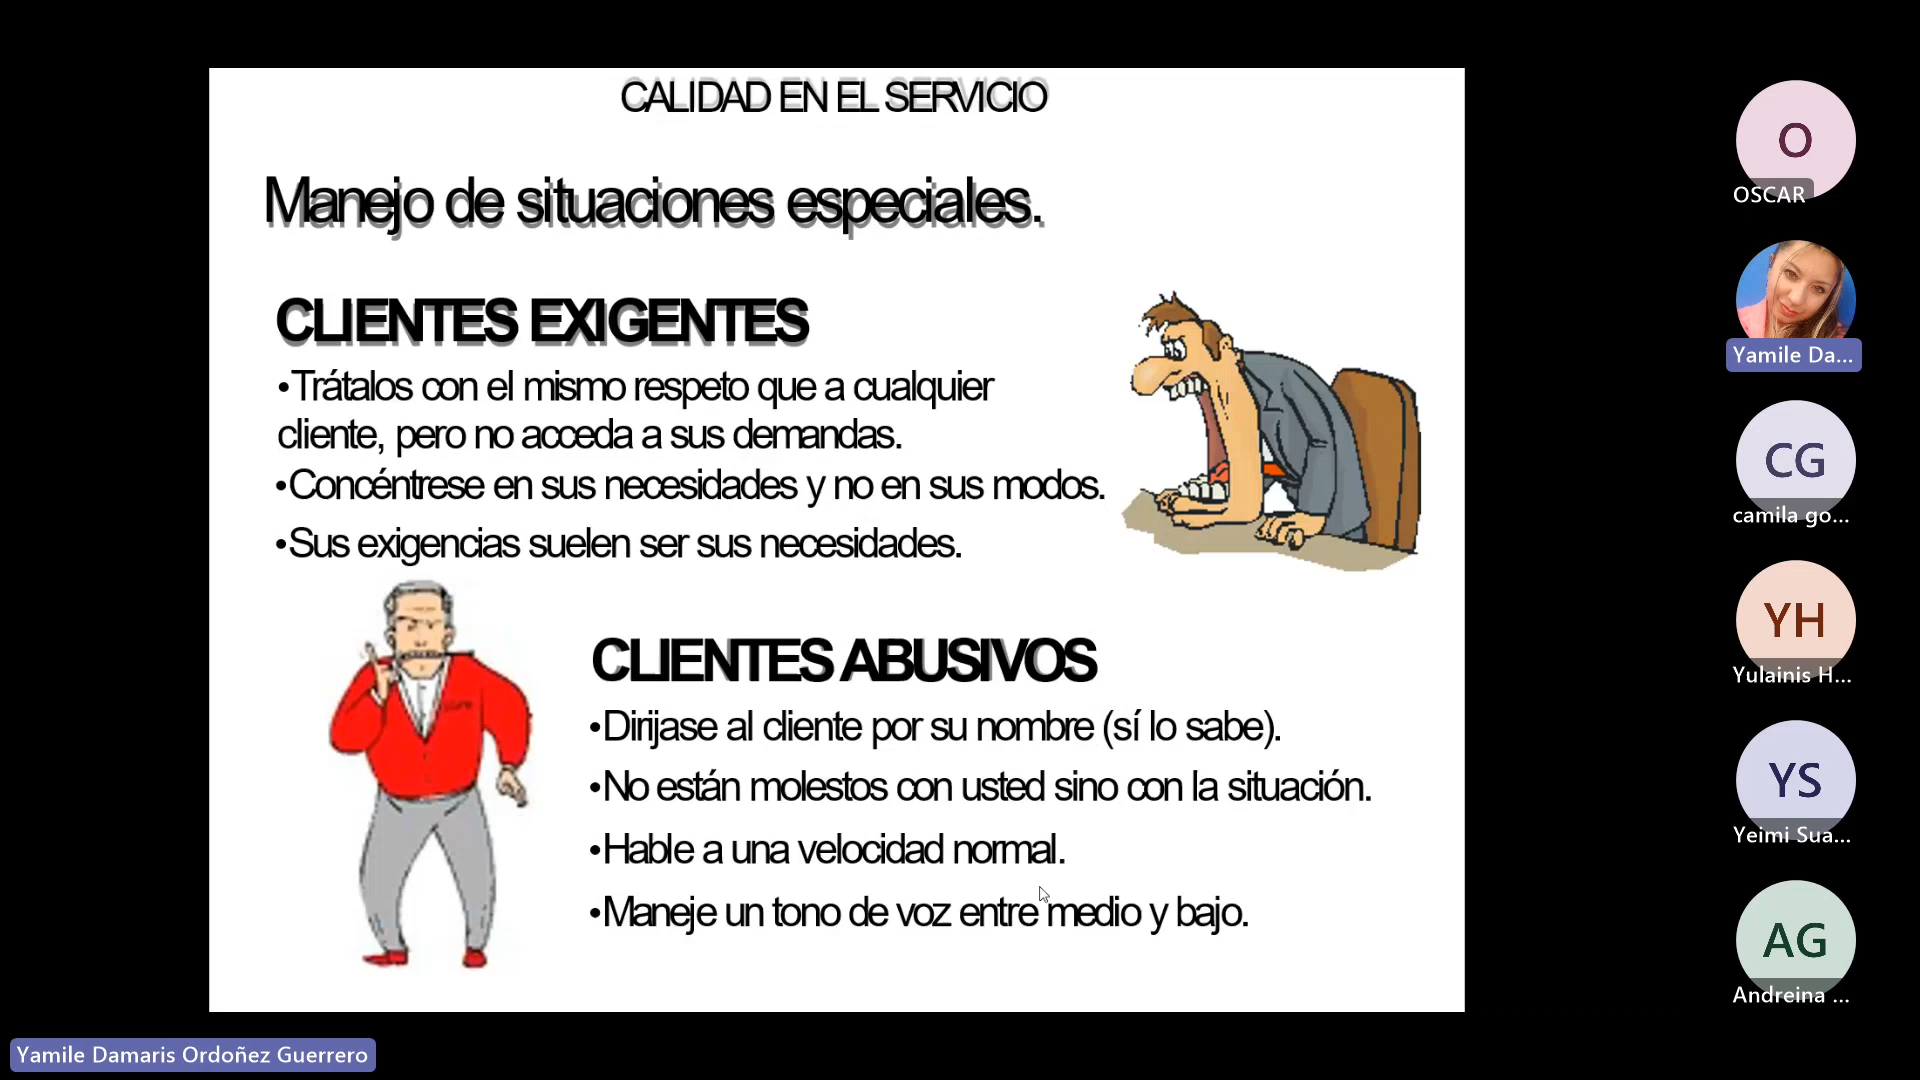 CALIDAD EN EL SERVICIO
Manejo de situaciones especiales.
CLIENTES EXIGENTES
•Trátalos con el mismo respeto que a cualquier
cliente, pero no acceda a sus demandas.
•Concéntrese en sus necesidades y no en sus modos.
•Sus exigencias suelen ser sus necesidades.
CLIENTES ABUSIVOS
•Dirijase al cliente por su nombre (sí lo sabe).
•No están molestos con usted sino con la situación.
•Hable a una velocidad normal.
•Maneje un tono de voz entre medio y bajo.
O
OSCAR
Yamile Da...
CG
camila go...
YH
Yulainis H...
YS
Yeimi Sua...
AG
Andreina ...
Yamile Damaris Ordoñez Guerrero